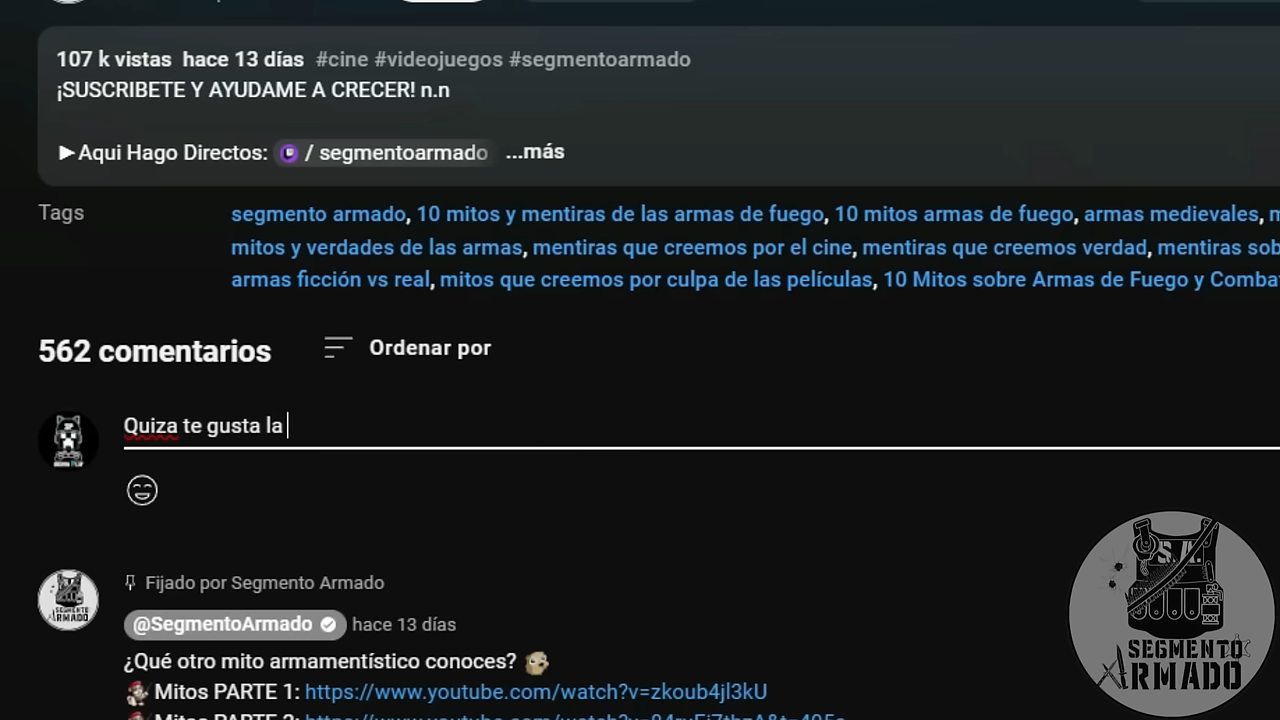 107 k vistas hace 13 días #cine #videojuegos #segmentoarmado
¡SUSCRIBETE Y AYUDAME A CRECER! n.n
►Aqui Hago Directos: / segmentoarmado ...más
Tags
segmento armado, 10 mitos y mentiras de las armas de fuego, 10 mitos armas de fuego, armas medievales,
mitos y verdades de las armas, mentiras que creemos por el cine, mentiras que creemos verdad, mentiras
armas ficción vs real, mitos que creemos por culpa de las películas, 10 Mitos sobre Armas de Fuego y
562 comentarios
Ordenar por
Quiza te gusta la
Fijado por Segmento Armado
@SegmentoArmado hace 13 días
¿Qué otro mito armamentístico conoces?
Mitos PARTE 1: https://www.youtube.com/watch?v=zkoub4jl3kU
S.A.
SEGMENTO
ARMADO